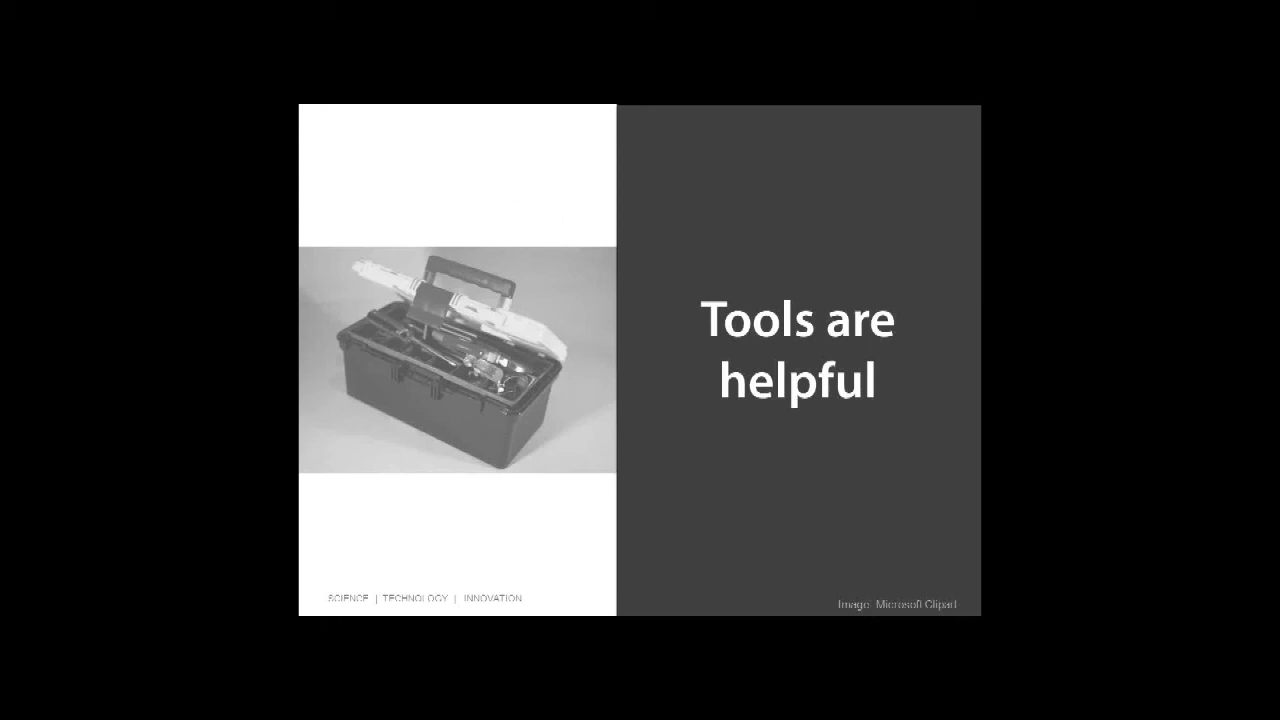 Tools are
helpful
SCIENCE | TECHNOLOGY | INNOVATION
Image: Microsoft Clipart